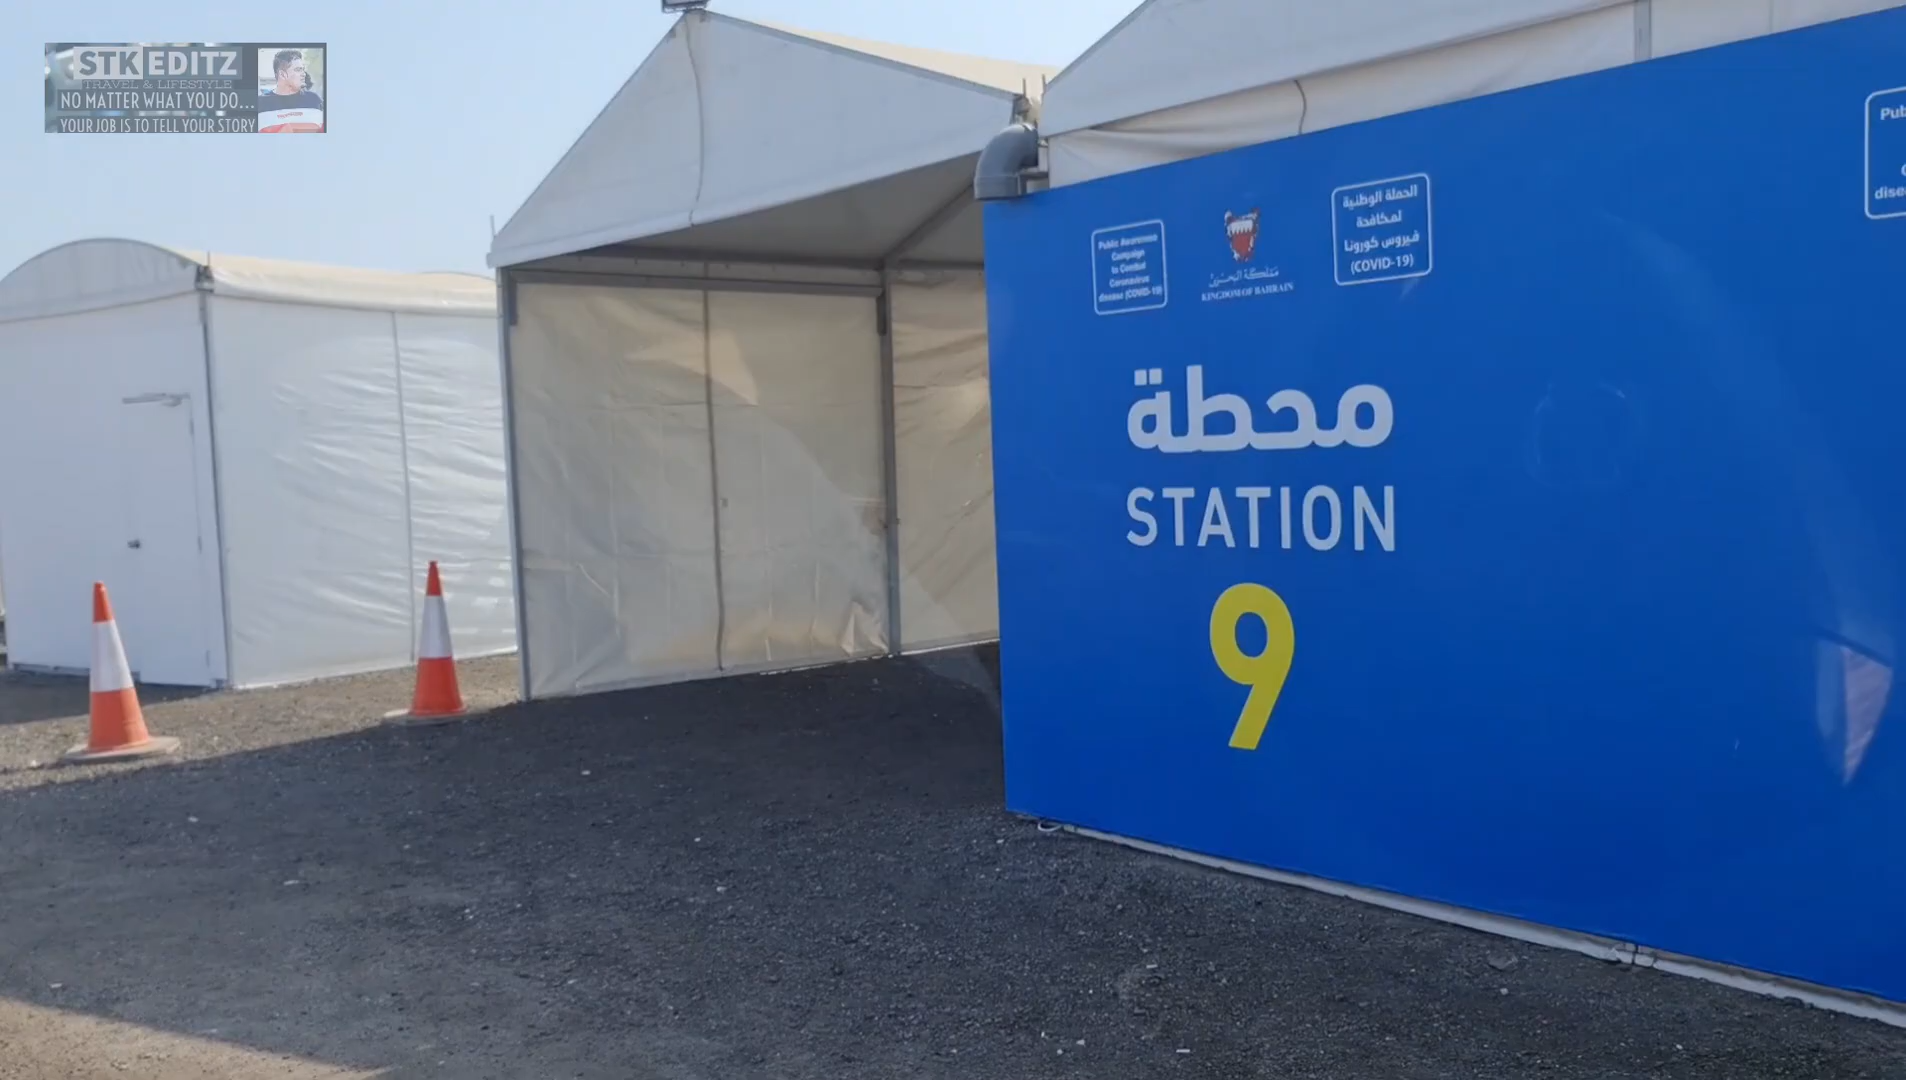 STK EDITZ
TRAVEL & LIFESTYLE
NO MATTER WHAT YOU DO...
YOUR JOB IS TO TELL YOUR STORY
Public Awareness
Campaign
to Combat
Coronavirus
disease (COVID-19)
مملكة البحرين
KINGDOM OF BAHRAIN
الحملة الوطنية
لمكافحة
فيروس كورونا
(COVID-19)
محطة
STATION
9